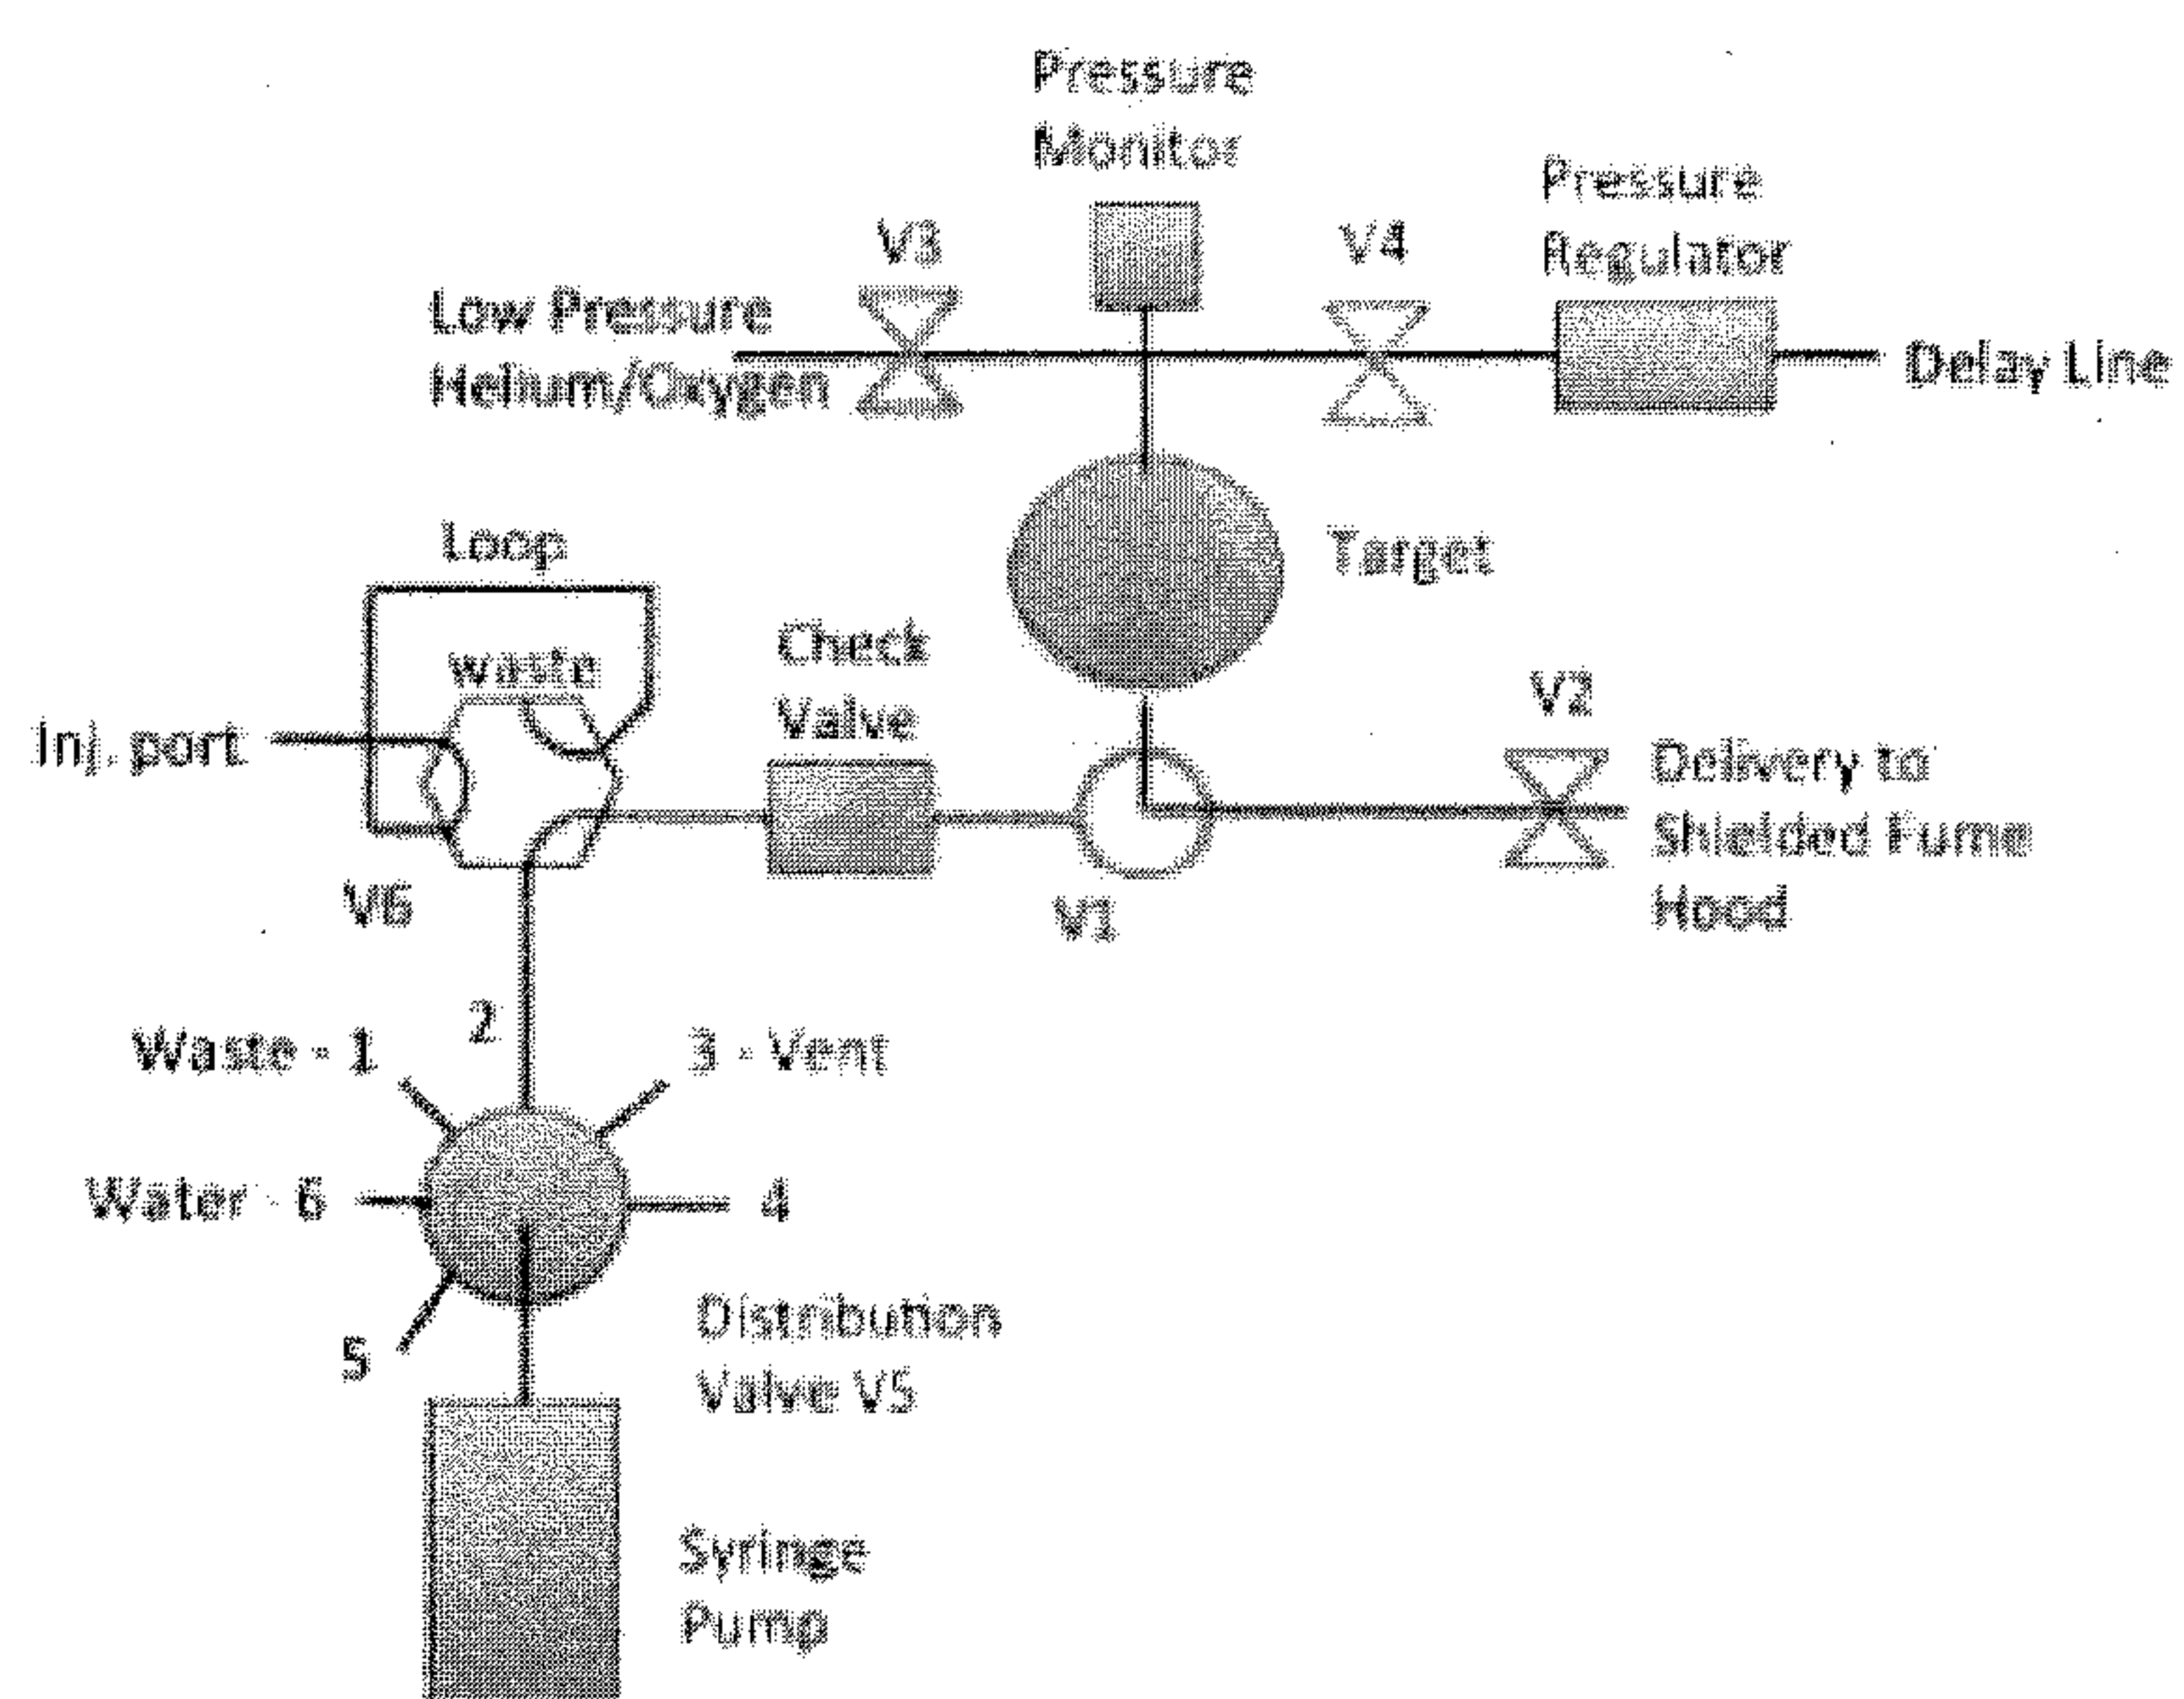 Pressure
Monitor
Pressure
Regulator
V3
V4
Low Pressure
Helium/Oxygen
Delay Line
Loop
Target
waste
Check
Valve
Inj. port
V2
Delivery to
Shielded Fume
Hood
V6
V1
2
Waste - 1
3 - Vent
Water - 6
4
5
Distribution
Valve V5
Syringe
Pump